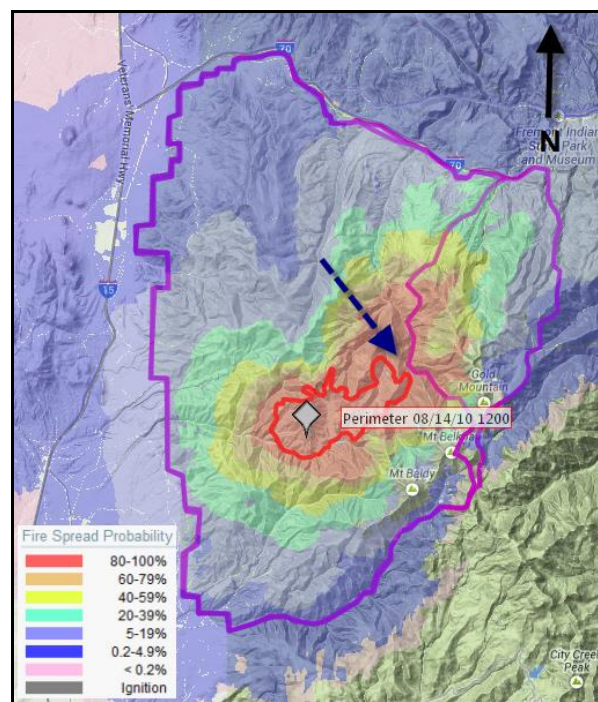 70
Veterans' Memorial Hwy
N
Fremont Indian
State Park
and Museum
70
15
Gold
Mountain
Perimeter 08/14/10 1200
Mt Belk
Mt Baldy
Fire Spread Probability
80-100%
60-79%
40-59%
20-39%
5-19%
0.2-4.9%
< 0.2%
Ignition
City Creek
Peak